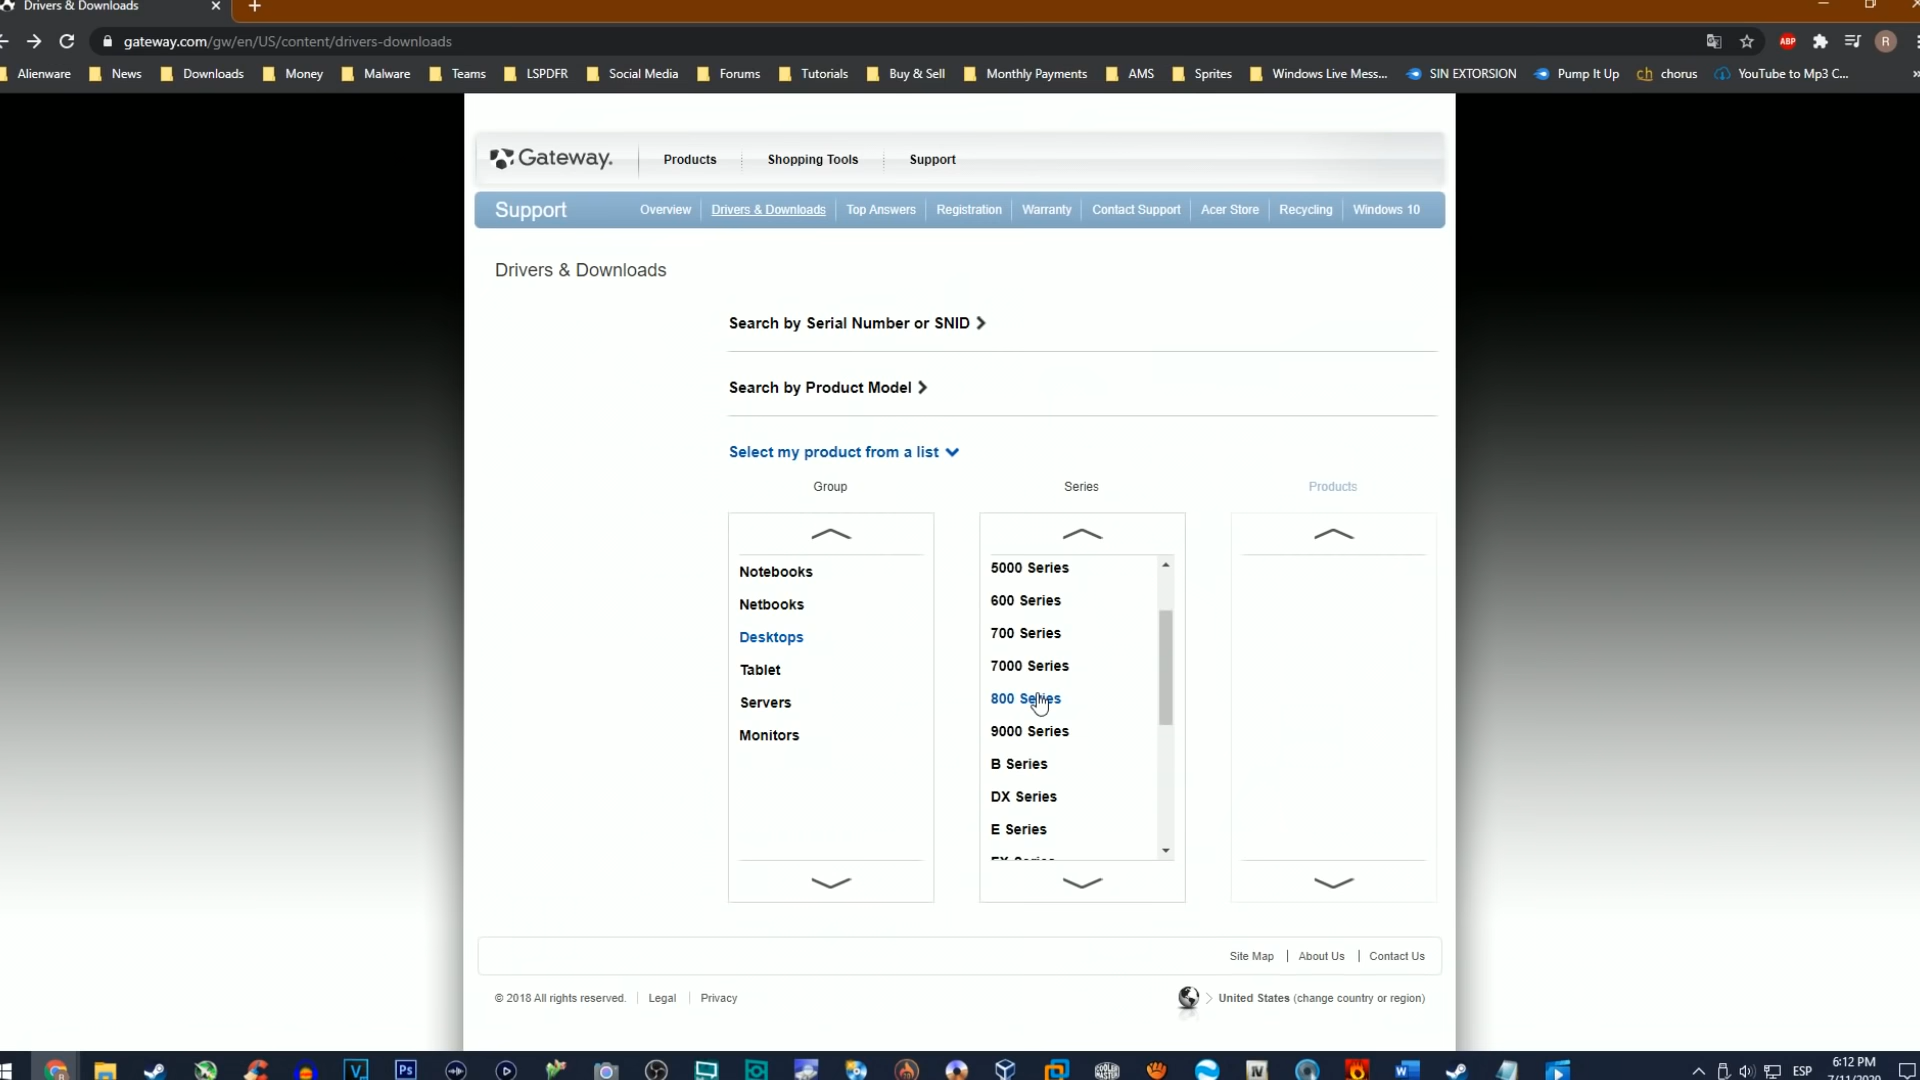 Drivers & Downloads
gateway.com/gw/en/US/content/drivers-downloads
ABP
R
Alienware News Downloads Money Malware Teams LSPDFR Social Media Forums Tutorials Buy & Sell Monthly Payments AMS Sprites Windows Live Mess... SIN EXTORSION Pump It Up ch chorus YouTube to Mp3 C... »
Gateway. Products Shopping Tools Support
Support Overview Drivers & Downloads Top Answers Registration Warranty Contact Support Acer Store Recycling Windows 10
Drivers & Downloads
Search by Serial Number or SNID
Search by Product Model
Select my product from a list
Group Series Products
Notebooks
Netbooks
Desktops
Tablet
Servers
Monitors
5000 Series
600 Series
700 Series
7000 Series
800 Series
9000 Series
B Series
DX Series
E Series
Site Map About Us Contact Us
© 2018 All rights reserved. Legal Privacy
United States (change country or region)
Ps
IV
ESP
6:12 PM